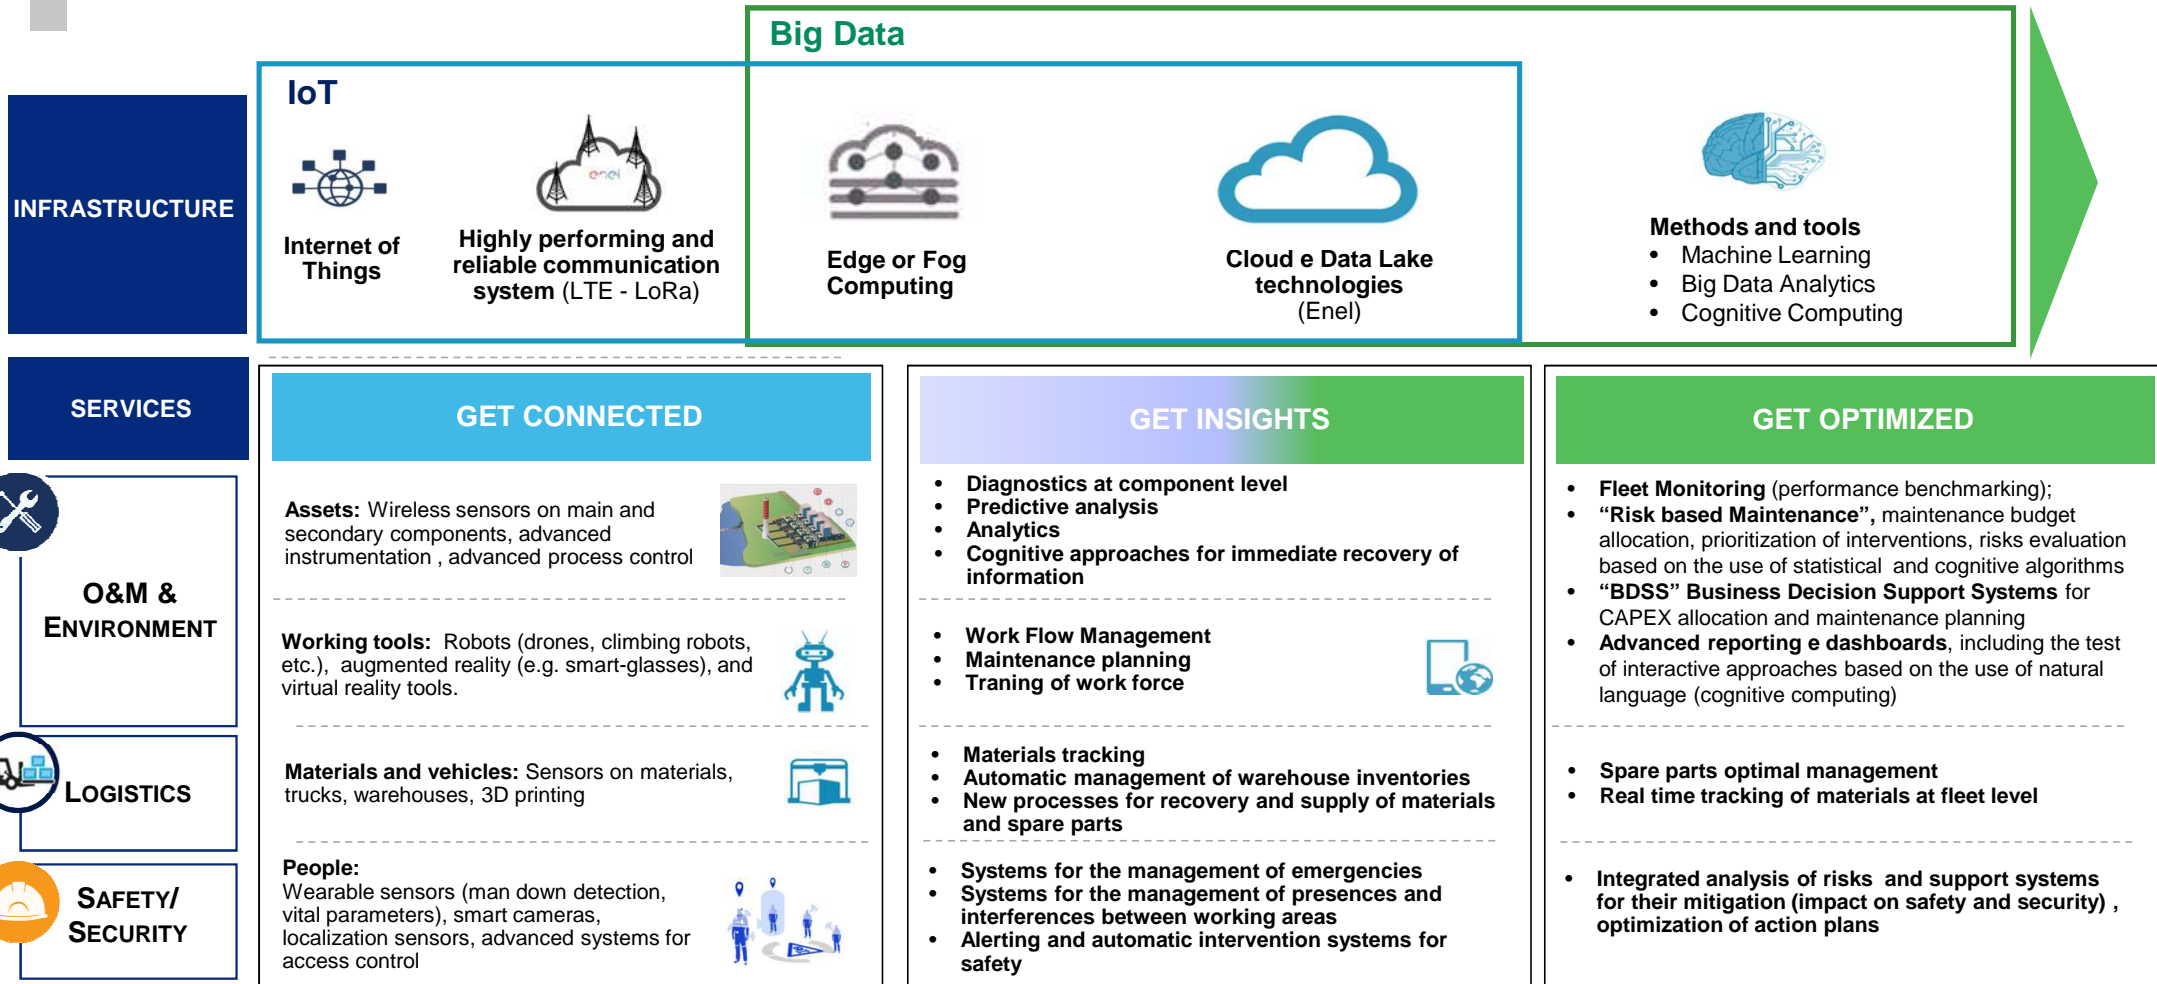 Big Data
IoT
INFRASTRUCTURE
enel
Internet of
Things
Highly performing and
reliable communication
system (LTE - LoRa)
Edge or Fog
Computing
Cloud e Data Lake
technologies
(Enel)
Methods and tools
• Machine Learning
• Big Data Analytics
• Cognitive Computing
SERVICES
GET CONNECTED
GET INSIGHTS
GET OPTIMIZED
O&M &
ENVIRONMENT
Assets: Wireless sensors on main and
secondary components, advanced
instrumentation , advanced process control
Working tools: Robots (drones, climbing robots,
etc.), augmented reality (e.g. smart-glasses), and
virtual reality tools.
• Diagnostics at component level
• Predictive analysis
• Analytics
• Cognitive approaches for immediate recovery of
information
• Work Flow Management
• Maintenance planning
• Traning of work force
• Fleet Monitoring (performance benchmarking);
• “Risk based Maintenance”, maintenance budget
allocation, prioritization of interventions, risks evaluation
based on the use of statistical and cognitive algorithms
• “BDSS” Business Decision Support Systems for
CAPEX allocation and maintenance planning
• Advanced reporting e dashboards, including the test
of interactive approaches based on the use of natural
language (cognitive computing)
LOGISTICS
Materials and vehicles: Sensors on materials,
trucks, warehouses, 3D printing
• Materials tracking
• Automatic management of warehouse inventories
• New processes for recovery and supply of materials
and spare parts
• Spare parts optimal management
• Real time tracking of materials at fleet level
SAFETY/
SECURITY
People:
Wearable sensors (man down detection,
vital parameters), smart cameras,
localization sensors, advanced systems for
access control
• Systems for the management of emergencies
• Systems for the management of presences and
interferences between working areas
• Alerting and automatic intervention systems for
safety
• Integrated analysis of risks and support systems
for their mitigation (impact on safety and security) ,
optimization of action plans